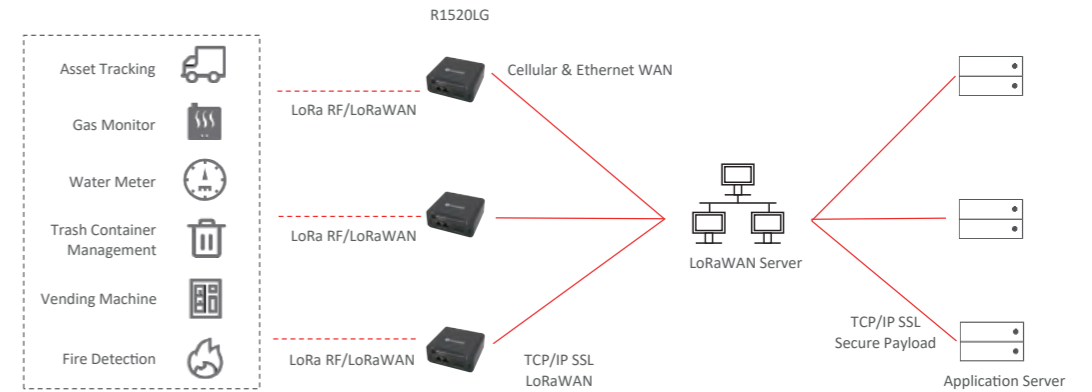 R1520LG
Asset Tracking
Cellular & Ethernet WAN
LoRa RF/LoRaWAN
Gas Monitor
Water Meter
Trash Container
Management
LoRa RF/LoRaWAN
LoRaWAN Server
Vending Machine
TCP/IP SSL
Secure Payload
Fire Detection
LoRa RF/LoRaWAN
TCP/IP SSL
LoRaWAN
Application Server